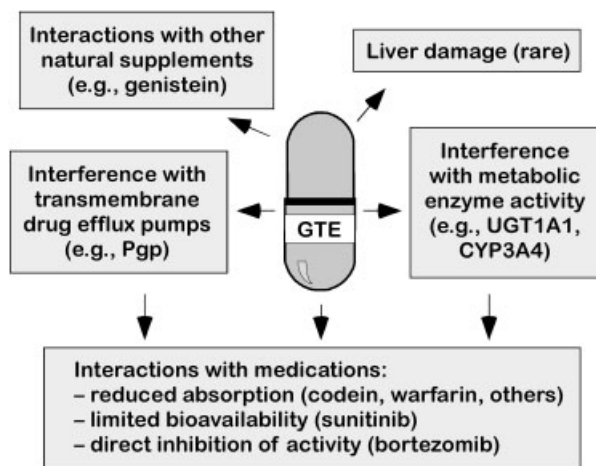 Interactions with other
natural supplements
(e.g., genistein)
Liver damage (rare)
Interference with
transmembrane
drug efflux pumps
(e.g., Pgp)
GTE
Interference
with metabolic
enzyme activity
(e.g., UGT1A1,
CYP3A4)
Interactions with medications:
– reduced absorption (codein, warfarin, others)
– limited bioavailability (sunitinib)
– direct inhibition of activity (bortezomib)